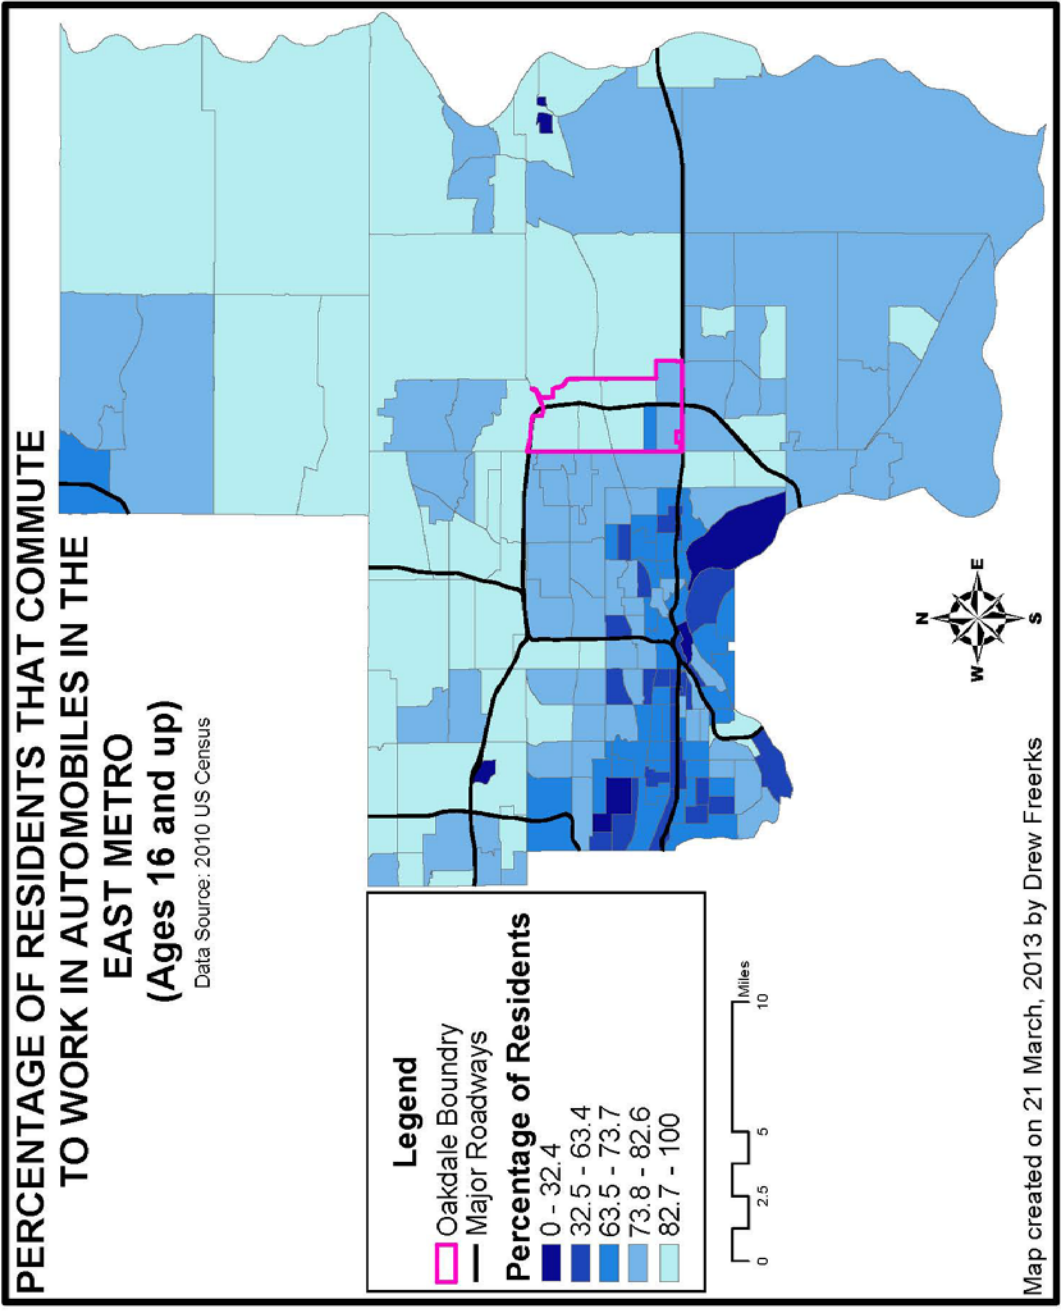 PERCENTAGE OF RESIDENTS THAT COMMUTE
TO WORK IN AUTOMOBILES IN THE
EAST METRO
(Ages 16 and up)
Data Source: 2010 US Census
Legend
Oakdale Boundry
Major Roadways
Percentage of Residents
0 - 32.4
32.5 - 63.4
63.5 - 73.7
73.8 - 82.6
82.7 - 100
0 2.5 5 10
Miles
N
W E
S
Map created on 21 March, 2013 by Drew Freerks